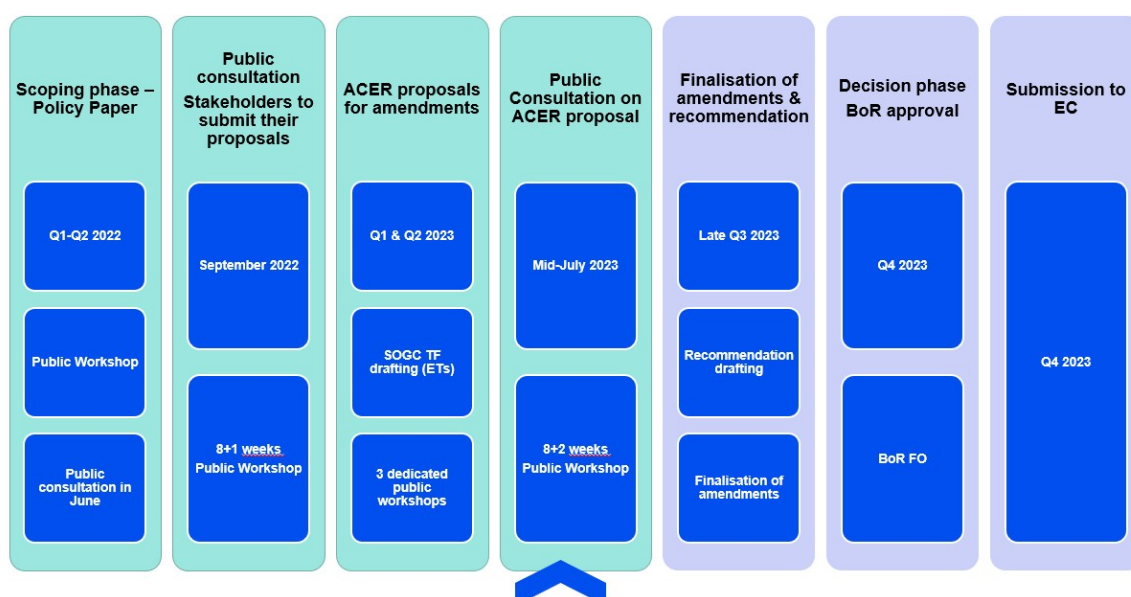 Scoping phase –
Policy Paper
Q1-Q2 2022
Public Workshop
Public
consultation in
June
Public
consultation
Stakeholders to
submit their
proposals
September 2022
8+1 weeks
Public Workshop
ACER proposals
for amendments
Q1 & Q2 2023
SOGC TF
drafting (ETs)
3 dedicated
public
workshops
Public
Consultation on
ACER proposal
Mid-July 2023
8+2 weeks
Public Workshop
Finalisation of
amendments &
recommendation
Late Q3 2023
Recommendation
drafting
Finalisation of
amendments
Decision phase
BoR approval
Q4 2023
BoR FO
Submission to
EC
Q4 2023